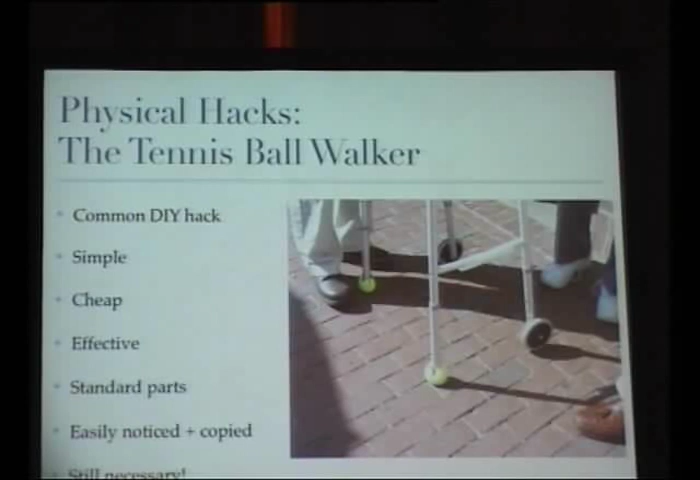 Physical Hacks:
The Tennis Ball Walker
Common DIY hack
Simple
Cheap
Effective
Standard parts
Easily noticed + copied
Still necessary!